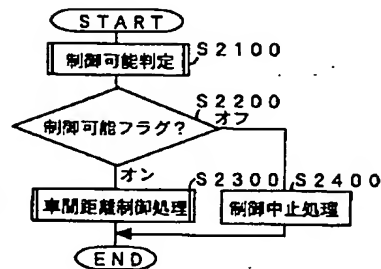 START
制御可能判定
S2100
S2200
制御可能フラグ?
オフ
オン
S2300
S2400
車間距離制御処理
制御中止処理
END